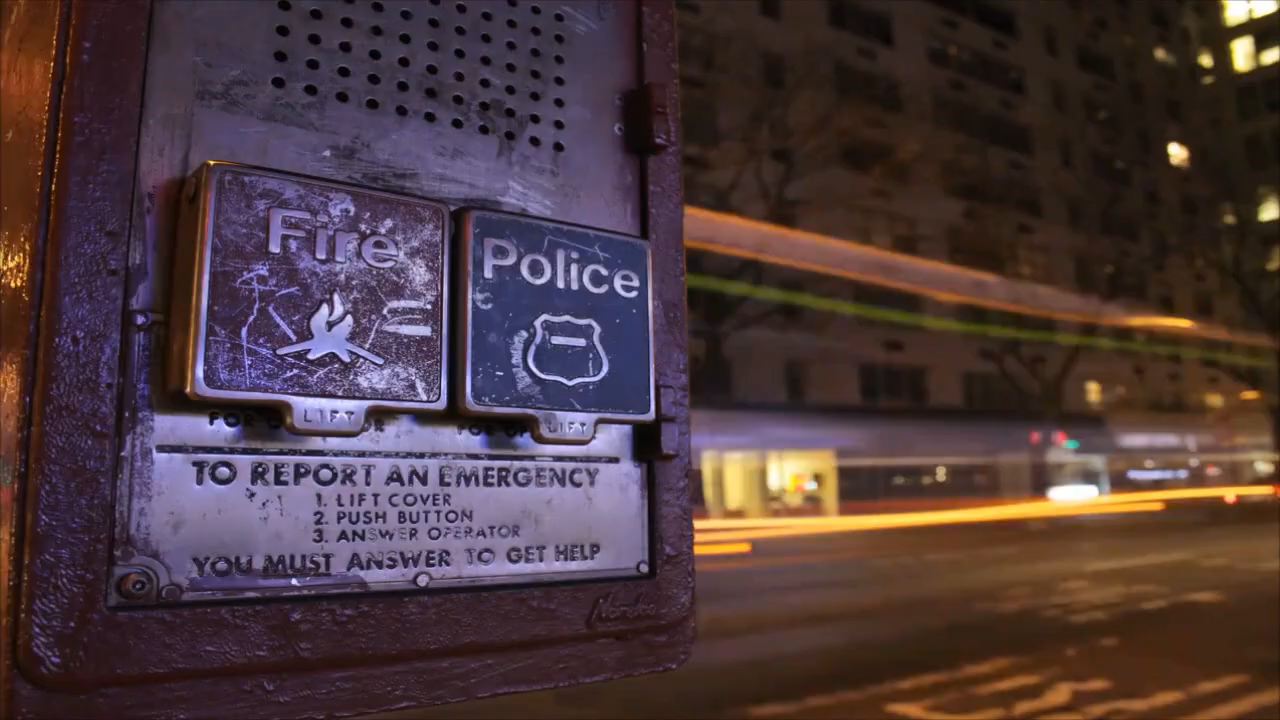 Fire
Police
LIFT
LIFT
TO REPORT AN EMERGENCY
1. LIFT COVER
2. PUSH BUTTON
3. ANSWER OPERATOR
YOU MUST ANSWER TO GET HELP